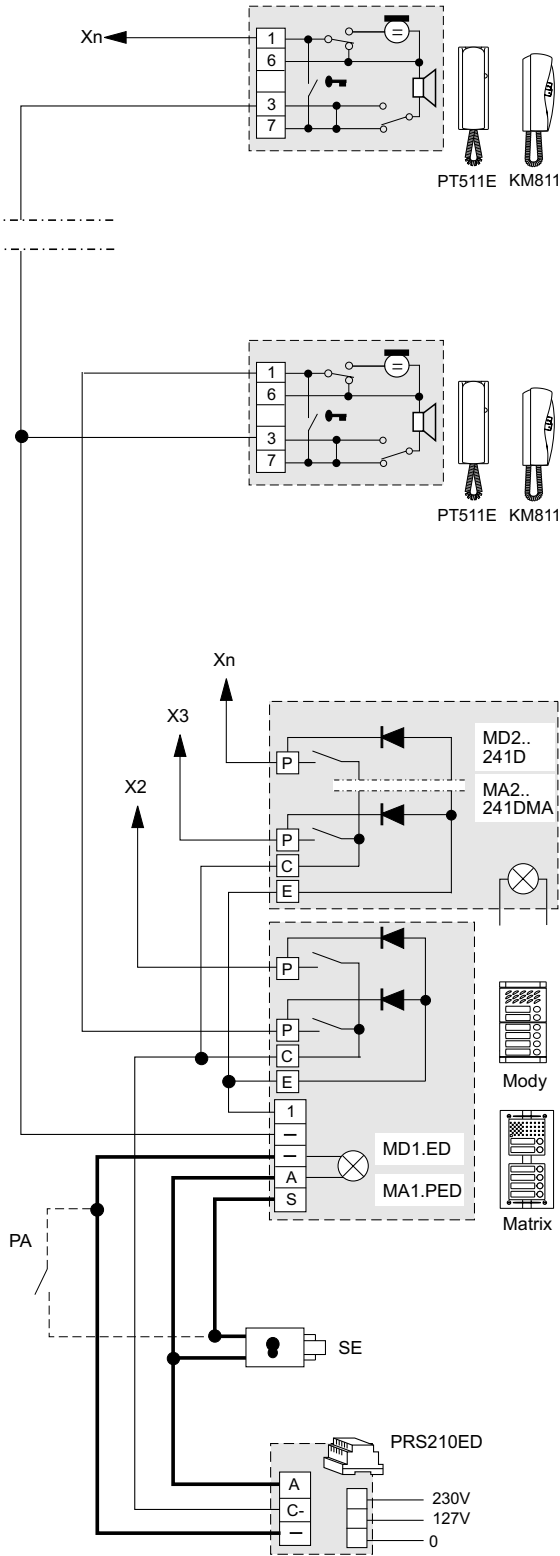 Xn
1
6
3
7
PT511E KM811
1
6
3
7
PT511E KM811
Xn
X3
X2
P
P
C
E
MD2..
241D
MA2..
241DMA
P
P
C
E
1
—
—
A
S
MD1.ED
MA1.PED
Mody
Matrix
PA
SE
PRS210ED
A
C-
—
230V
127V
0